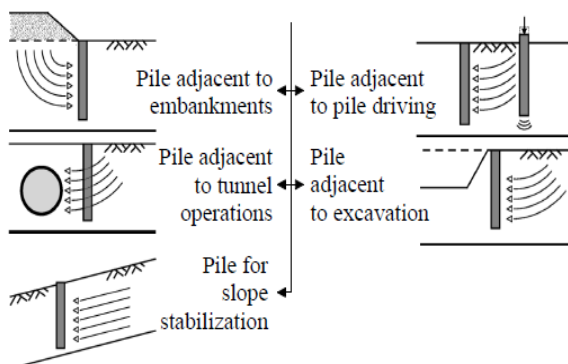 Pile adjacent to
embankments
Pile adjacent
to pile driving
Pile adjacent
to tunnel
operations
Pile
adjacent
to excavation
Pile for
slope
stabilization